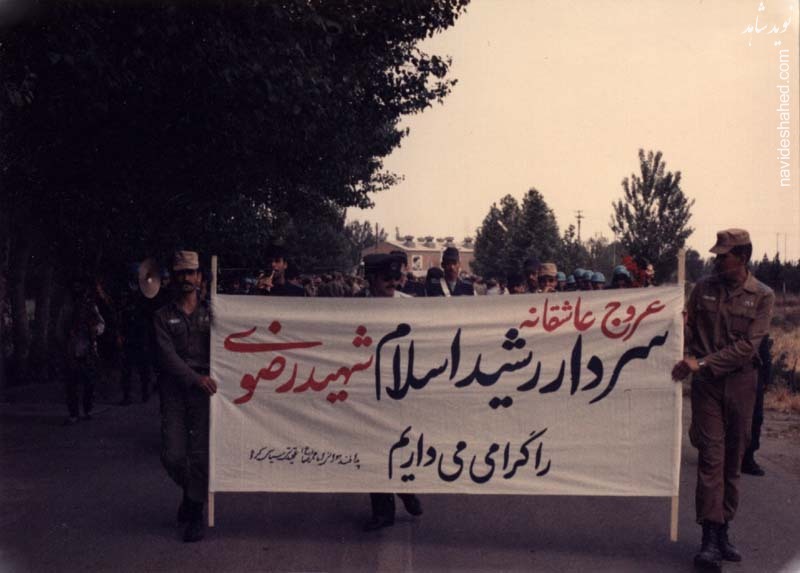 نوید شاهد
navideshahed.com
عروج عاشقانه
سردار رشید اسلام شهید رضوی
را گرامی می داریم